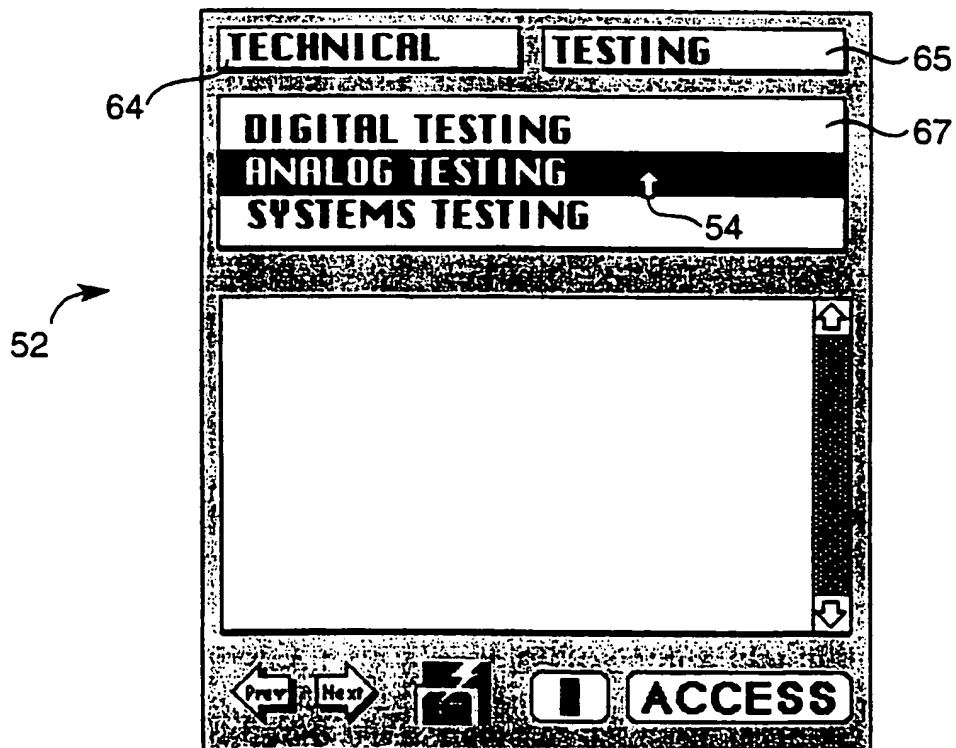 TECHNICAL TESTING 65
64
DIGITAL TESTING 67
ANALOG TESTING
SYSTEMS TESTING 54
52
Prev Next ACCESS